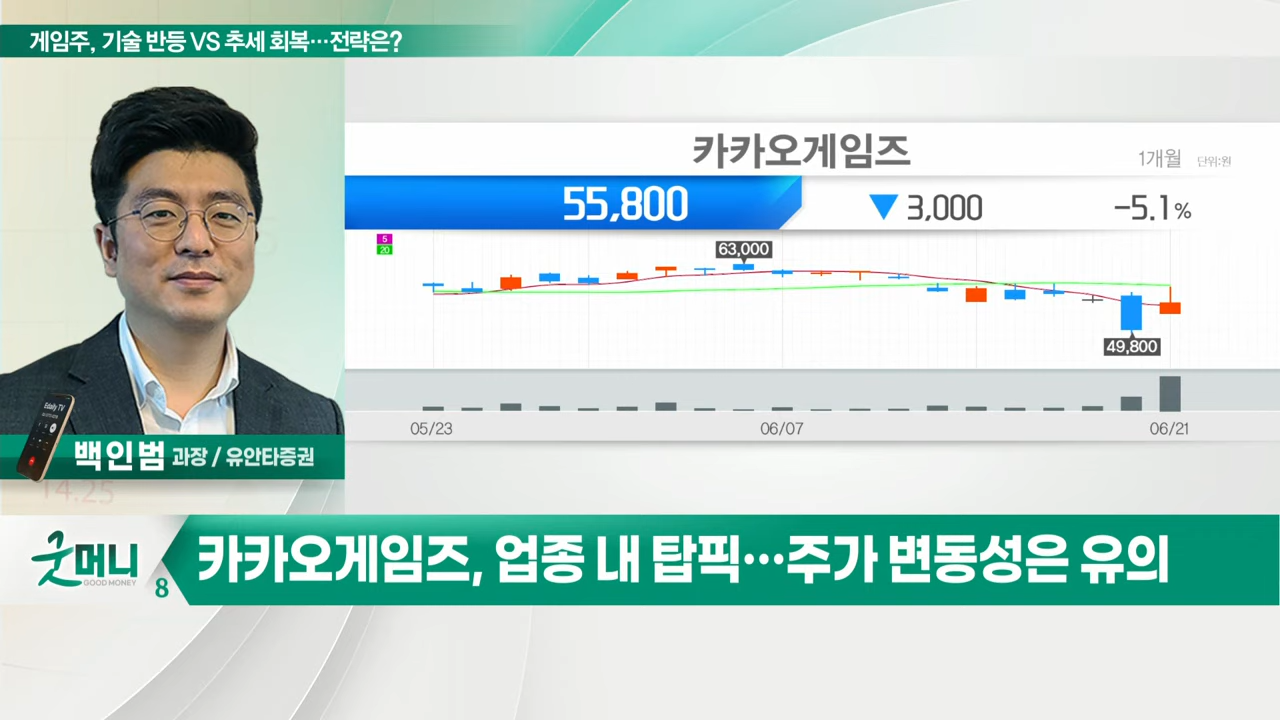 게임주, 기술 반등 VS 추세 회복…전략은?
카카오게임즈
1개월 단위:원
55,800 ▼ 3,000 -5.1%
5
20
63,000
49,800
05/23 06/07 06/21
Edaily TV
백인범 과장 / 유안타증권
14:25
굿머니
GOOD MONEY
8
카카오게임즈, 업종 내 탑픽…주가 변동성은 유의